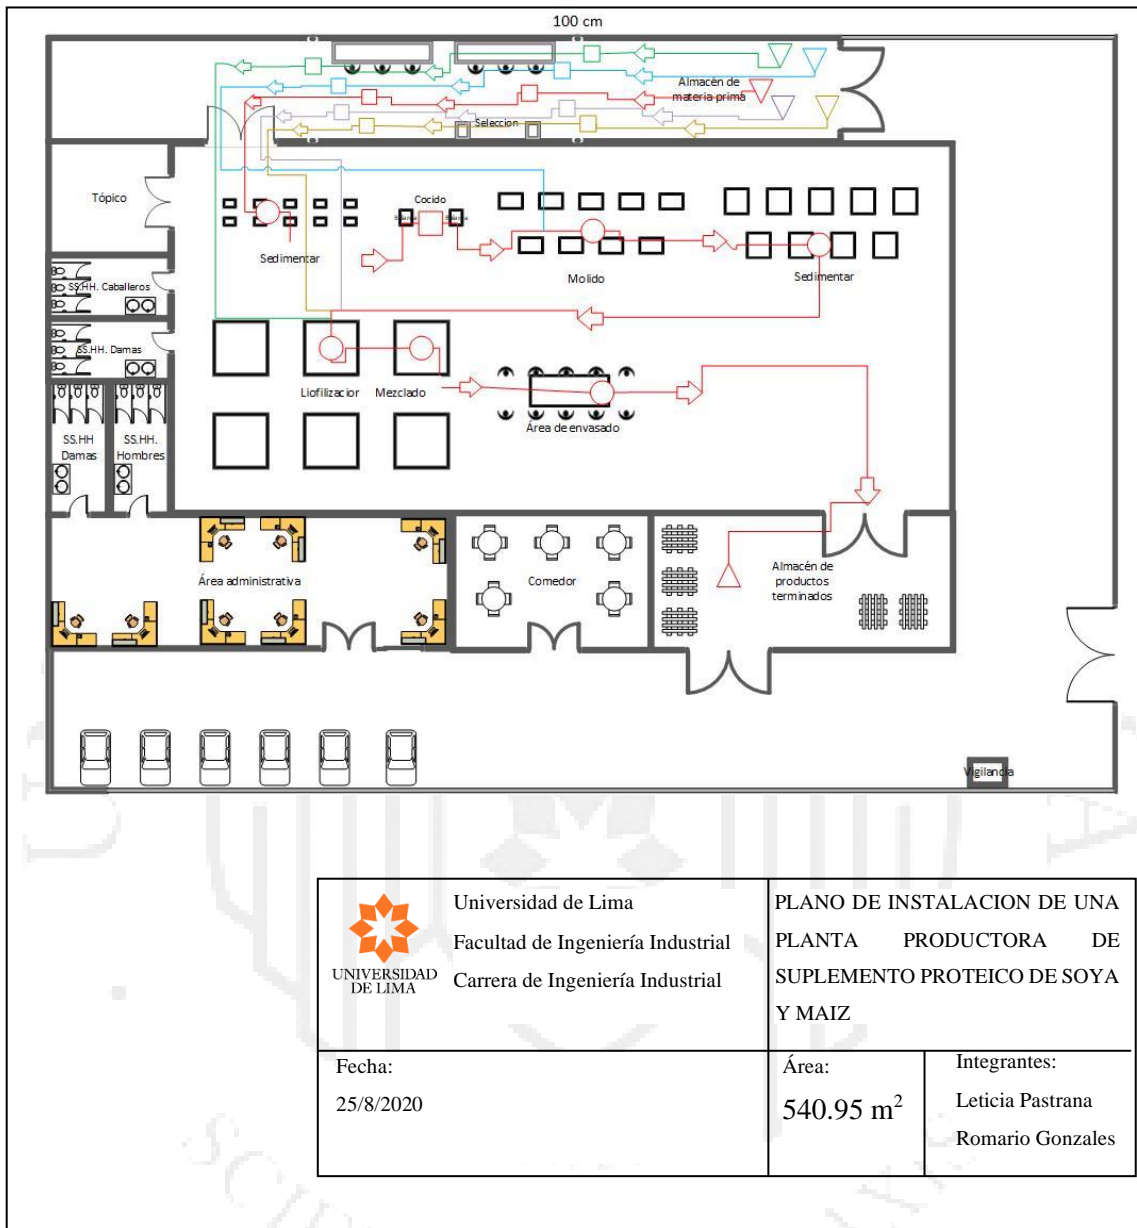 100 cm
Almacén de
materia prima
Seleccion
Tópico
Cocido
Sedimentar
Molido
Sedimentar
SS.HH. Caballeros
SS.HH. Damas
Liofilizacior
Mezclado
Área de envasado
SS.HH
Damas
SS.HH.
Hombres
Área administrativa
Comedor
Almacén de
productos
terminados
Vigilancia
UNIVERSIDAD
DE LIMA
Universidad de Lima
Facultad de Ingeniería Industrial
Carrera de Ingeniería Industrial
PLANO DE INSTALACION DE UNA
PLANTA PRODUCTORA DE
SUPLEMENTO PROTEICO DE SOYA
Y MAIZ
Fecha:
25/8/2020
Área:
540.95 m²
Integrantes:
Leticia Pastrana
Romario Gonzales